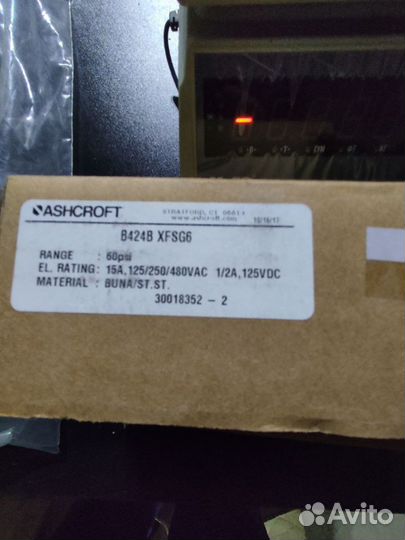 ASHCROFT
STRATFORD, CT 06614
www.ashcroft.com
10/16/17
B424B XFSG6
RANGE : 60psi
EL. RATING: 15A,125/250/480VAC 1/2A,125VDC
MATERIAL : BUNA/ST.ST.
30018352 - 2
Avito